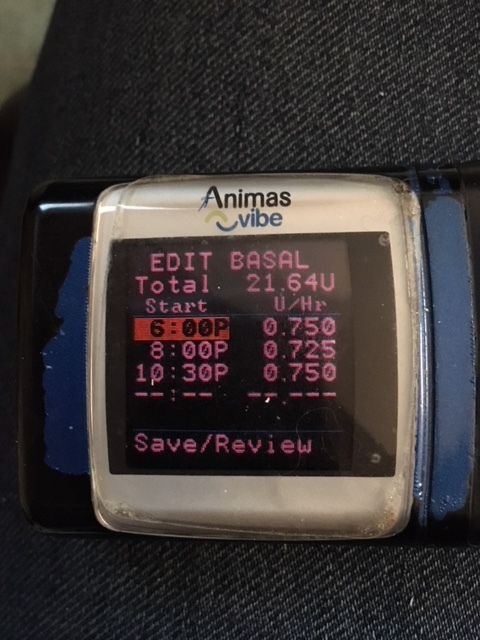 Animas
vibe
EDIT BASAL
Total 21.64U
Start U/Hr
6:00P 0.750
8:00P 0.725
10:30P 0.750
--:-- --.---
Save/Review